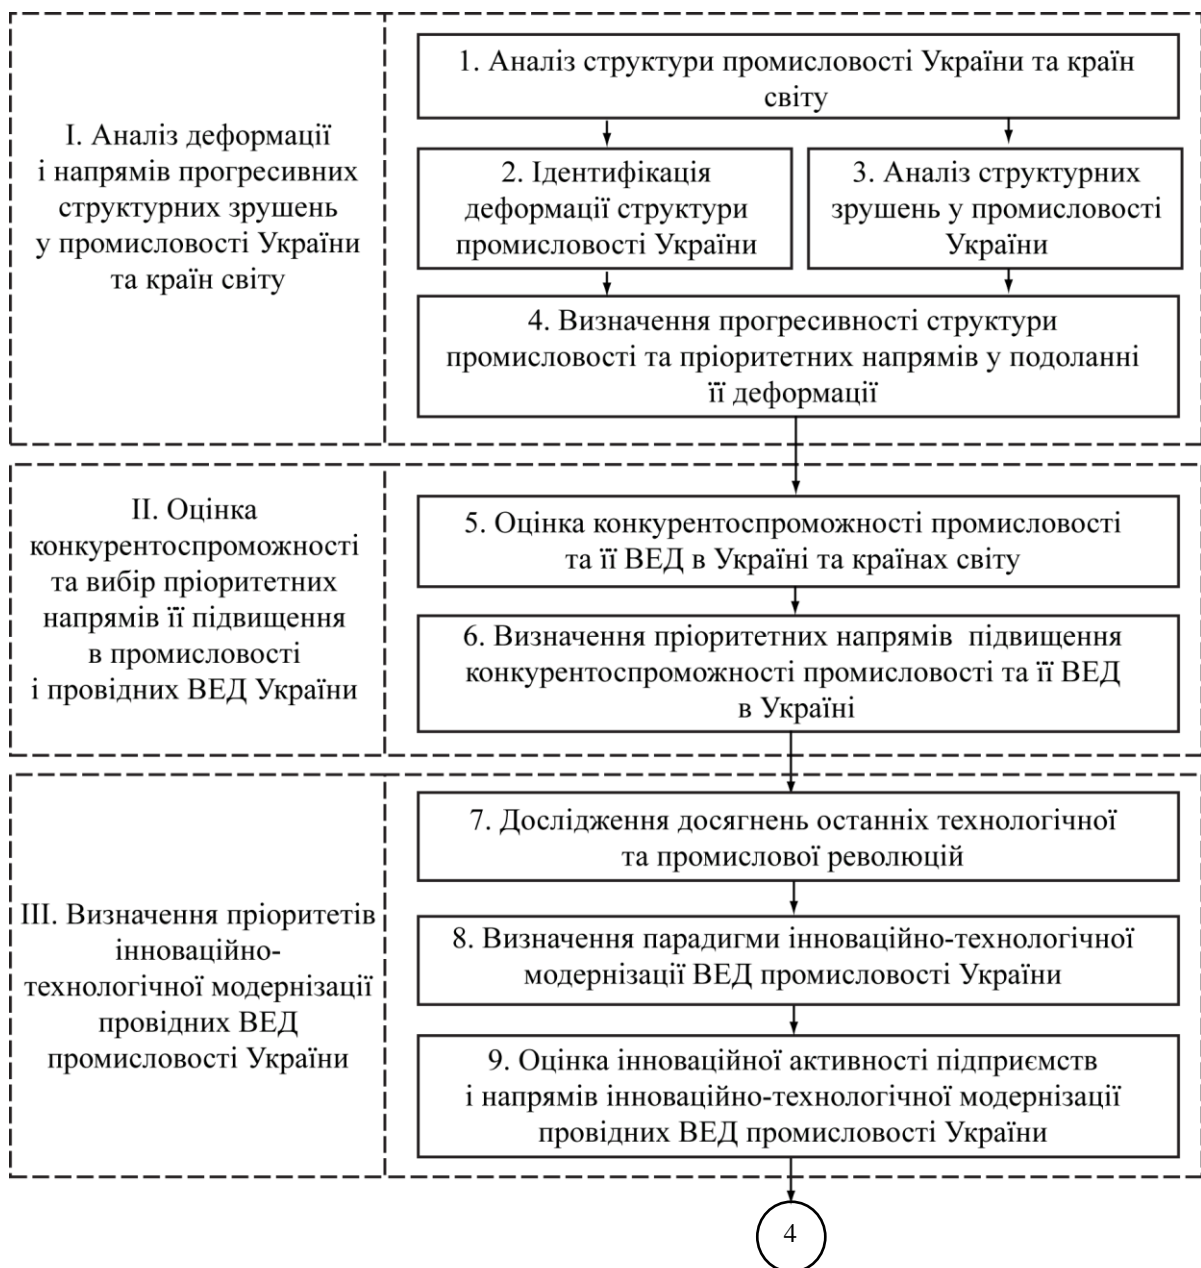 І. Аналіз деформації
і напрямів прогресивних
структурних зрушень
у промисловості України
та країн світу
1. Аналіз структури промисловості України та країн
світу
2. Ідентифікація
деформації структури
промисловості України
3. Аналіз структурних
зрушень у промисловості
України
4. Визначення прогресивності структури
промисловості та пріоритетних напрямів у подоланні
її деформації
ІІ. Оцінка
конкурентоспроможності
та вибір пріоритетних
напрямів її підвищення
в промисловості
і провідних ВЕД України
5. Оцінка конкурентоспроможності промисловості
та її ВЕД в Україні та країнах світу
6. Визначення пріоритетних напрямів підвищення
конкурентоспроможності промисловості та її ВЕД
в Україні
ІІІ. Визначення пріоритетів
інноваційно-
технологічної модернізації
провідних ВЕД
промисловості України
7. Дослідження досягнень останніх технологічної
та промислової революцій
8. Визначення парадигми інноваційно-технологічної
модернізації ВЕД промисловості України
9. Оцінка інноваційної активності підприємств
і напрямів інноваційно-технологічної модернізації
провідних ВЕД промисловості України
4